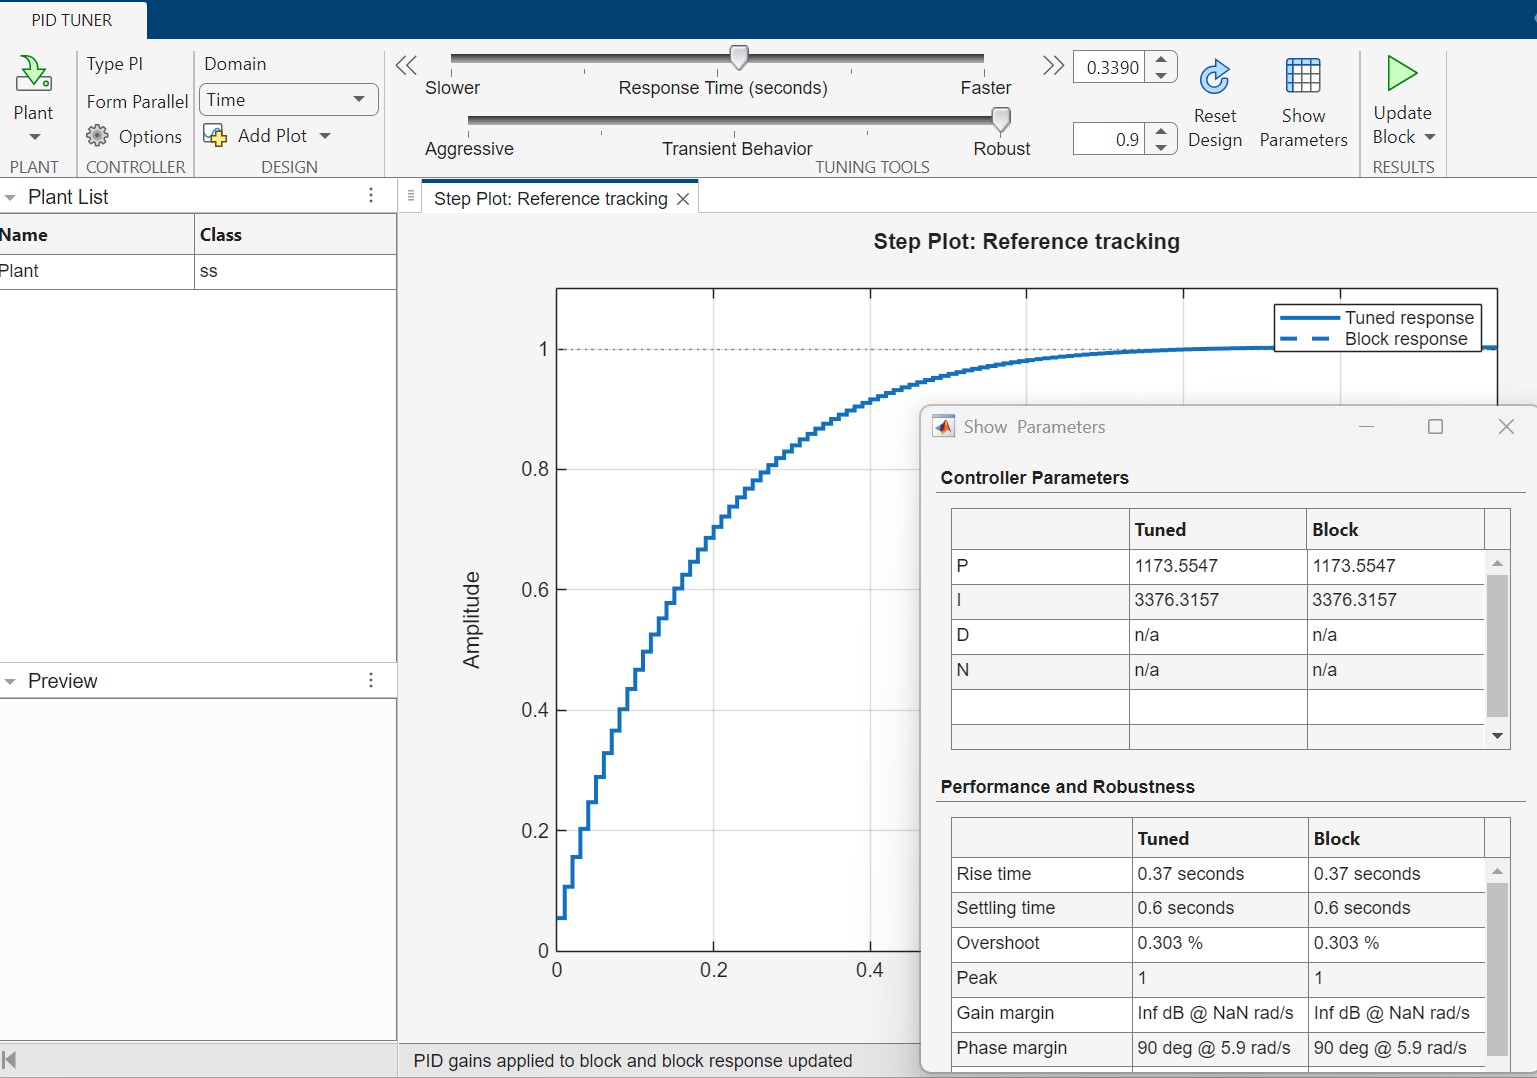 PID TUNER
Plant
PLANT
Type PI
Form Parallel
Options
CONTROLLER
Domain
Time
Add Plot
DESIGN
Slower Response Time (seconds) Faster
0.3390
Aggressive Transient Behavior Robust
0.9
TUNING TOOLS
Reset
Design
Show
Parameters
Update
Block
RESULTS
Plant List
Name Class
Plant ss
Preview
Step Plot: Reference tracking
Step Plot: Reference tracking
Tuned response
Block response
1
0.8
0.6
0.4
0.2
0
Amplitude
0 0.2 0.4
Show Parameters
Controller Parameters
Tuned Block
P 1173.5547 1173.5547
I 3376.3157 3376.3157
D n/a n/a
N n/a n/a
Performance and Robustness
Tuned Block
Rise time 0.37 seconds 0.37 seconds
Settling time 0.6 seconds 0.6 seconds
Overshoot 0.303 % 0.303 %
Peak 1 1
Gain margin Inf dB @ NaN rad/s Inf dB @ NaN rad/s
Phase margin 90 deg @ 5.9 rad/s 90 deg @ 5.9 rad/s
PID gains applied to block and block response updated